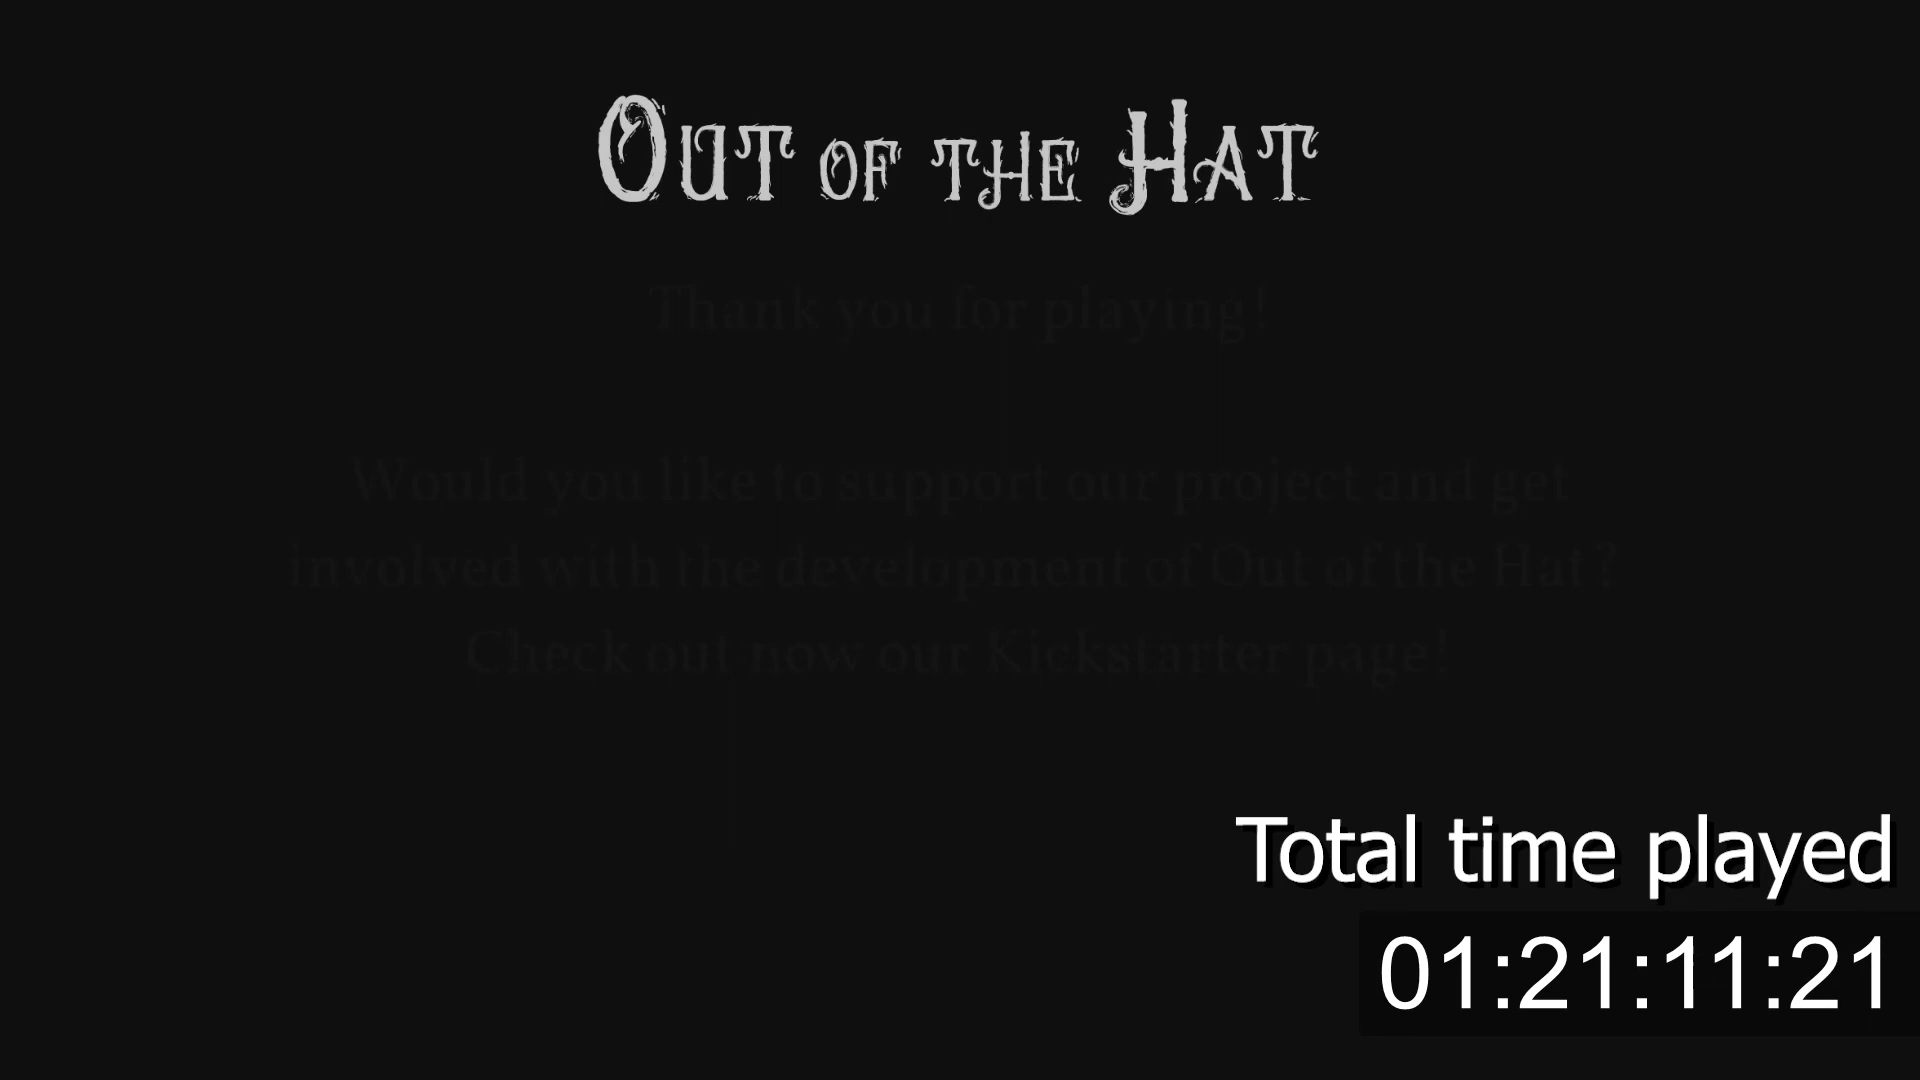 Out of the Hat
Thank you for playing!
Would you like to support our project and get
involved with the development of Out of the Hat?
Check out now our Kickstarter page!
Total time played
01:21:11:21